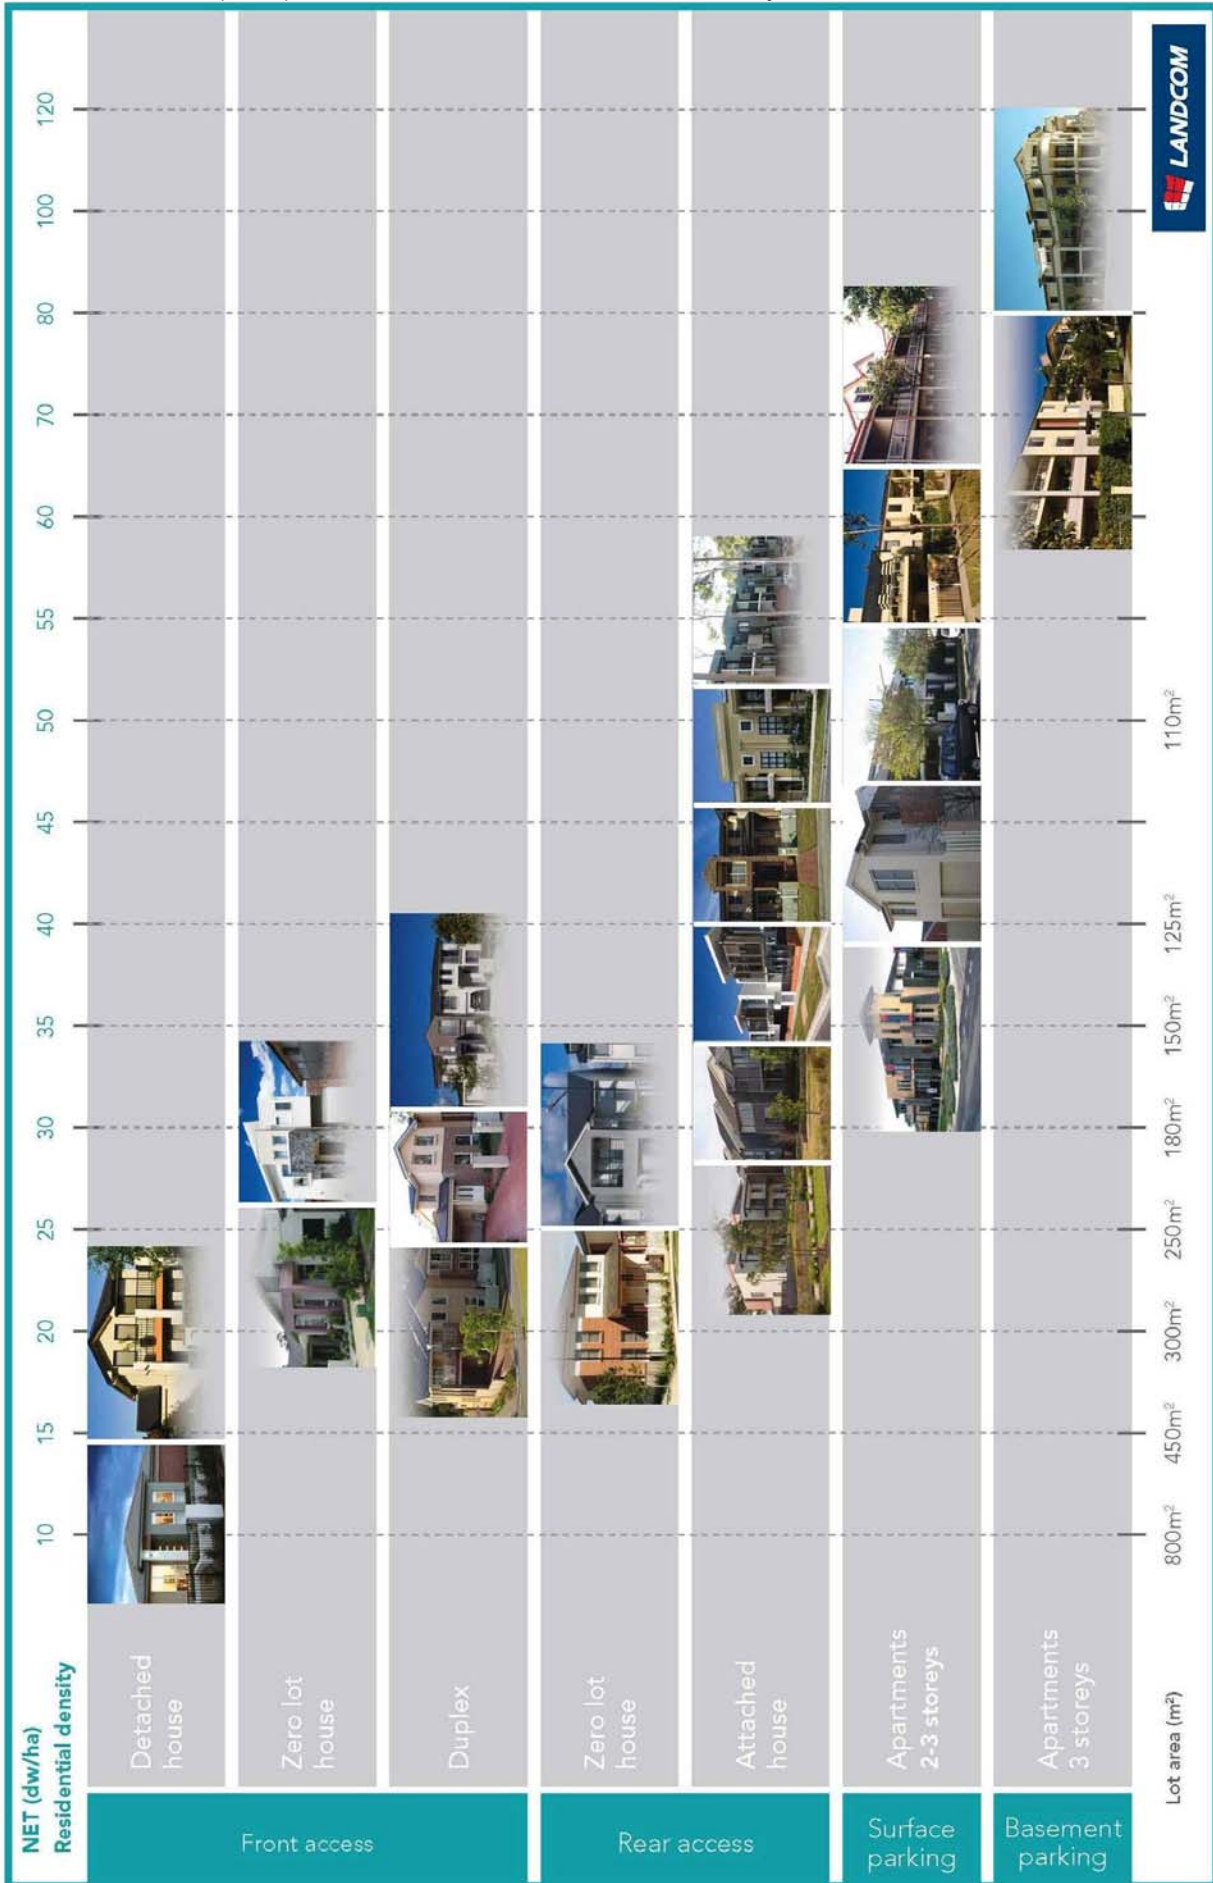 NET (dw/ha)
Residential density
10 15 20 25 30 35 40 45 50 55 60 70 80 100 120
Front access
Detached
house
Zero lot
house
Duplex
Rear access
Zero lot
house
Attached
house
Surface
parking
Apartments
2-3 storeys
Basement
parking
Apartments
3 storeys
Lot area (m²)
800m² 450m² 300m² 250m² 180m² 150m² 125m² 110m²
LANDCOM